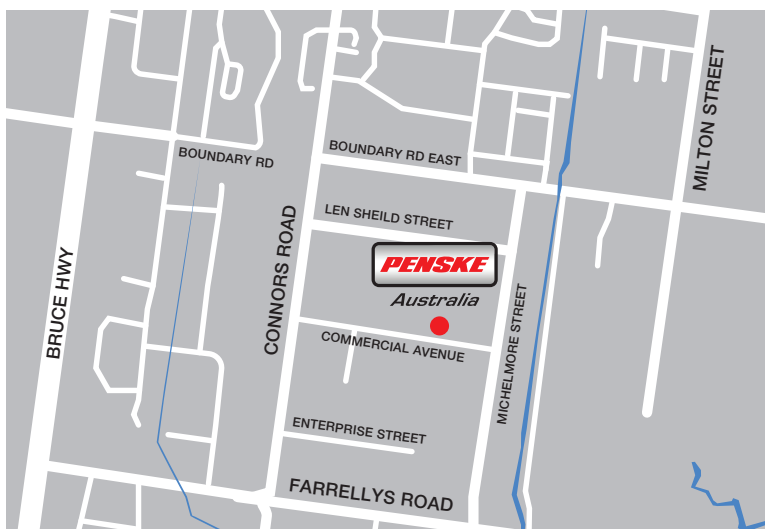 MILTON STREET
BOUNDARY RD
BOUNDARY RD EAST
LEN SHEILD STREET
CONNORS ROAD
BRUCE HWY
PENSKE
Australia
COMMERCIAL AVENUE
MICHELMORE STREET
ENTERPRISE STREET
FARRELLYS ROAD